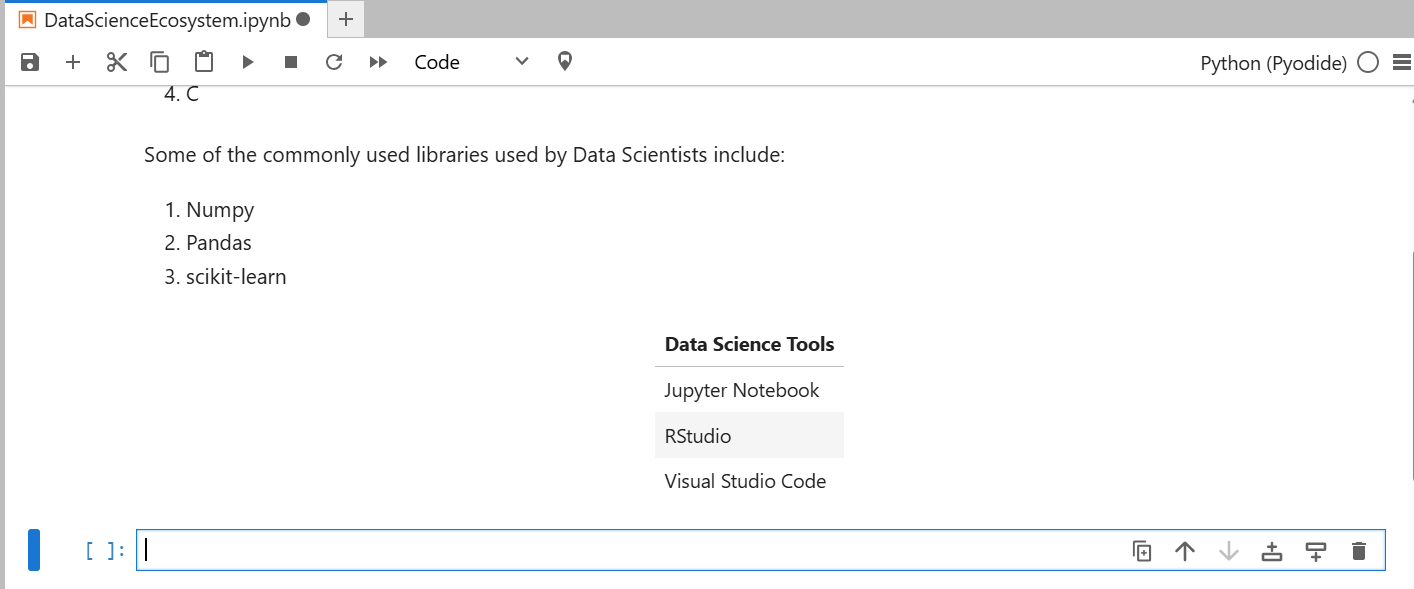 DataScienceEcosystem.ipynb
Code
Python (Pyodide)
4. C
Some of the commonly used libraries used by Data Scientists include:
1. Numpy
2. Pandas
3. scikit-learn
Data Science Tools
Jupyter Notebook
RStudio
Visual Studio Code
[ ]: